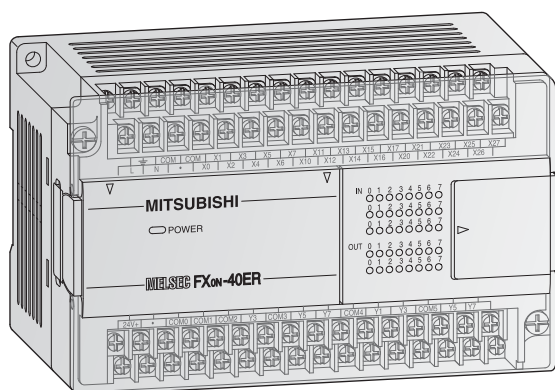 COM COM X1 X3 X5 X7 X11 X13 X15 X17 X21 X23 X25 X27
L N • X0 X2 X4 X6 X10 X12 X14 X16 X20 X22 X24 X26
MITSUBISHI
POWER
MELSEC FX0N-40ER
IN 0 1 2 3 4 5 6 7
0 1 2 3 4 5 6 7
0 1 2 3 4 5 6 7
OUT 0 1 2 3 4 5 6 7
0 1 2 3 4 5 6 7
24V+ • COM0 COM1 COM2 Y3 COM3 Y5 Y7 COM4 Y1 Y3 COM5 Y5 Y7